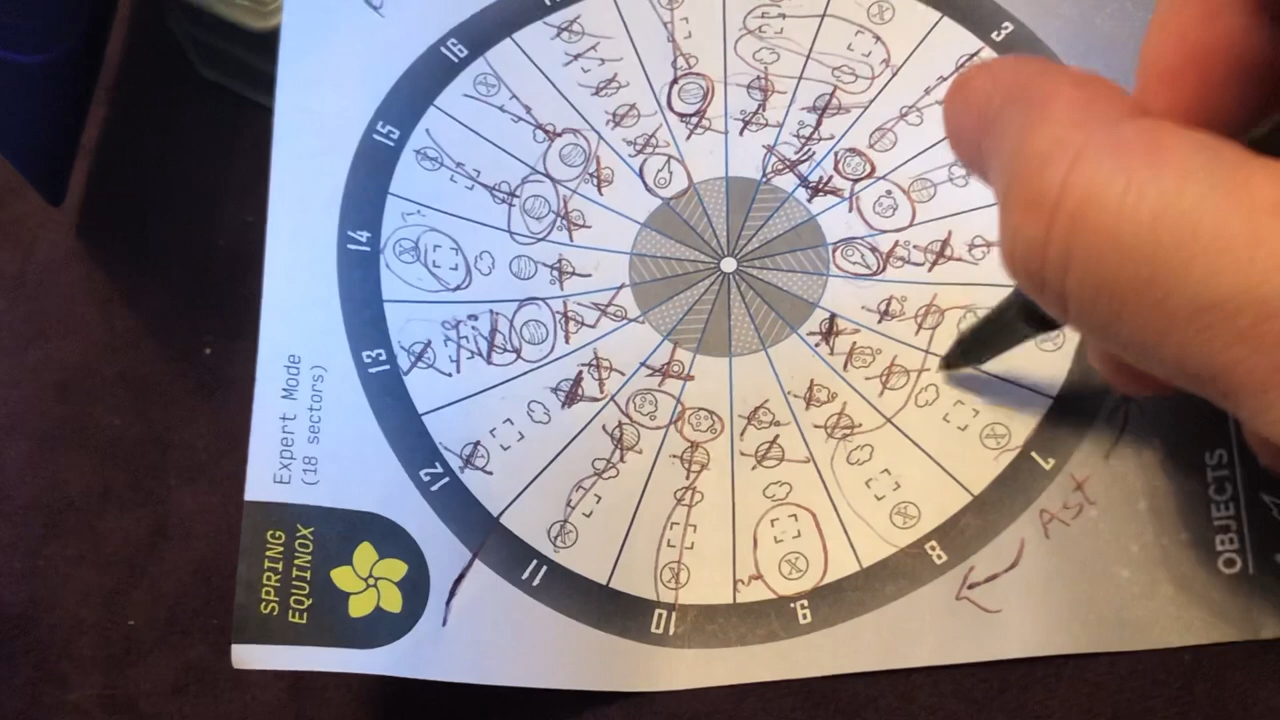 3
16
15
14
13
12
11
10
9
8
7
Expert Mode
(18 sectors)
SPRING
EQUINOX
Ast
OBJECTS